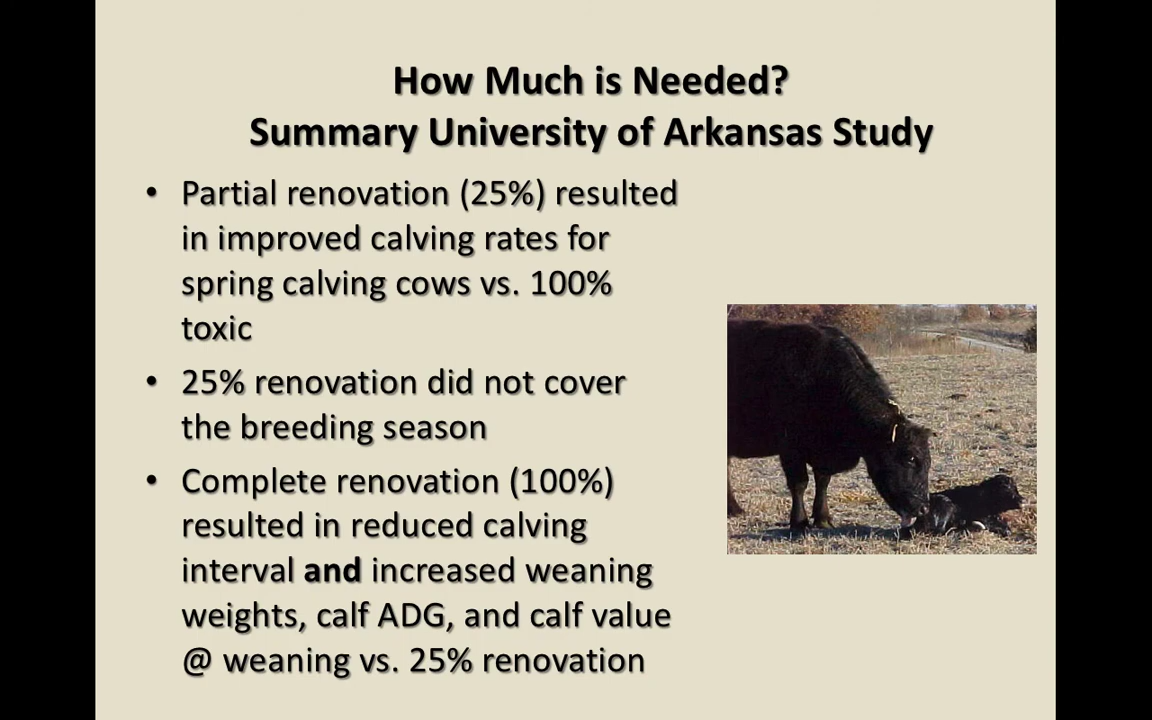 How Much is Needed?
Summary University of Arkansas Study
• Partial renovation (25%) resulted
in improved calving rates for
spring calving cows vs. 100%
toxic
• 25% renovation did not cover
the breeding season
• Complete renovation (100%)
resulted in reduced calving
interval and increased weaning
weights, calf ADG, and calf value
@ weaning vs. 25% renovation